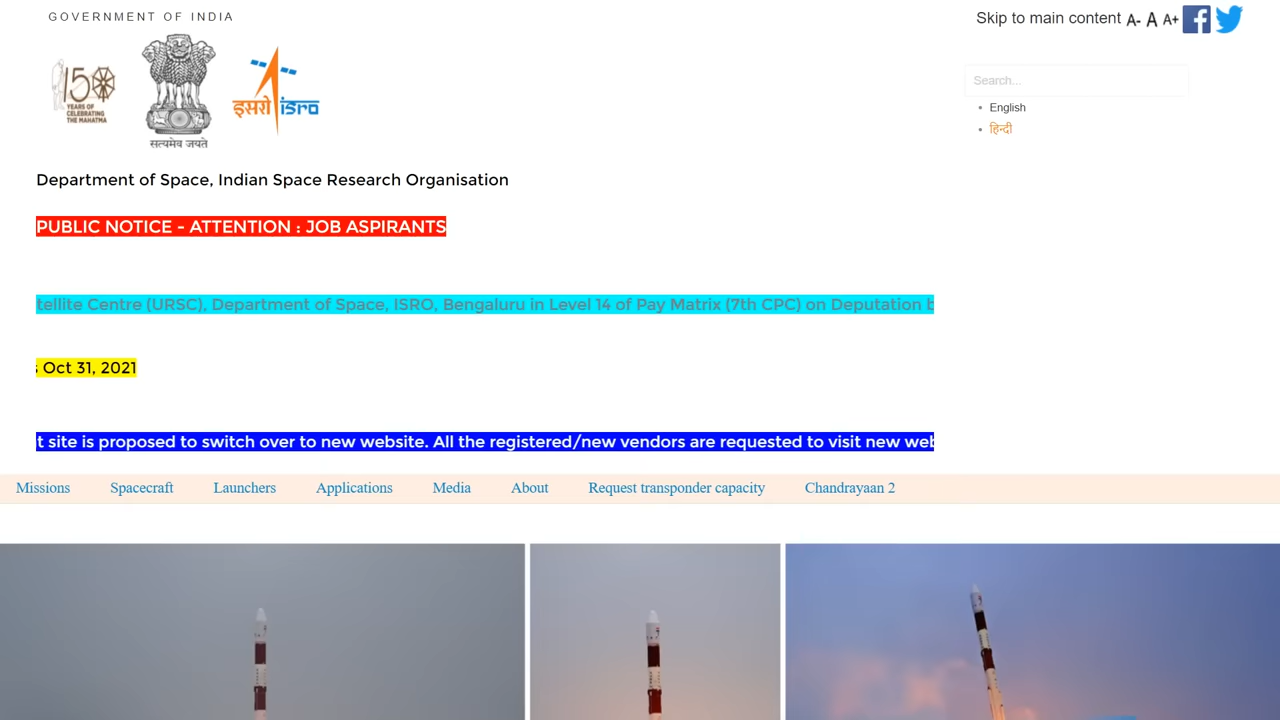 GOVERNMENT OF INDIA
Skip to main content A- A A+
150
YEARS OF
CELEBRATING
THE MAHATMA
सत्यमेव जयते
इसरो isro
Search...
English
हिन्दी
Department of Space, Indian Space Research Organisation
PUBLIC NOTICE - ATTENTION : JOB ASPIRANTS
tellite Centre (URSC), Department of Space, ISRO, Bengaluru in Level 14 of Pay Matrix (7th CPC) on Deputation
Oct 31, 2021
t site is proposed to switch over to new website. All the registered/new vendors are requested to visit new
Missions Spacecraft Launchers Applications Media About Request transponder capacity Chandrayaan 2